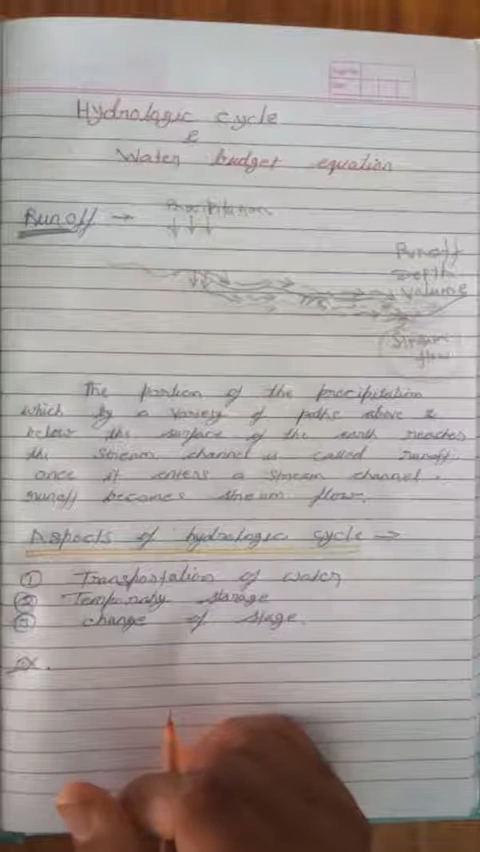 Hydrologic cycle
&
Water budget equation
Runoff → Precipitation
Runoff
Depth
Volume
Stream
flow
The portion of the precipitation
which by a variety of paths above &
below the surface of the earth reaches
the stream channel is called runoff
once it enters a stream channel.
runoff becomes stream flow.
Aspects of hydrologic cycle →
① Transportation of water
② Temporary storage
③ change of stage.